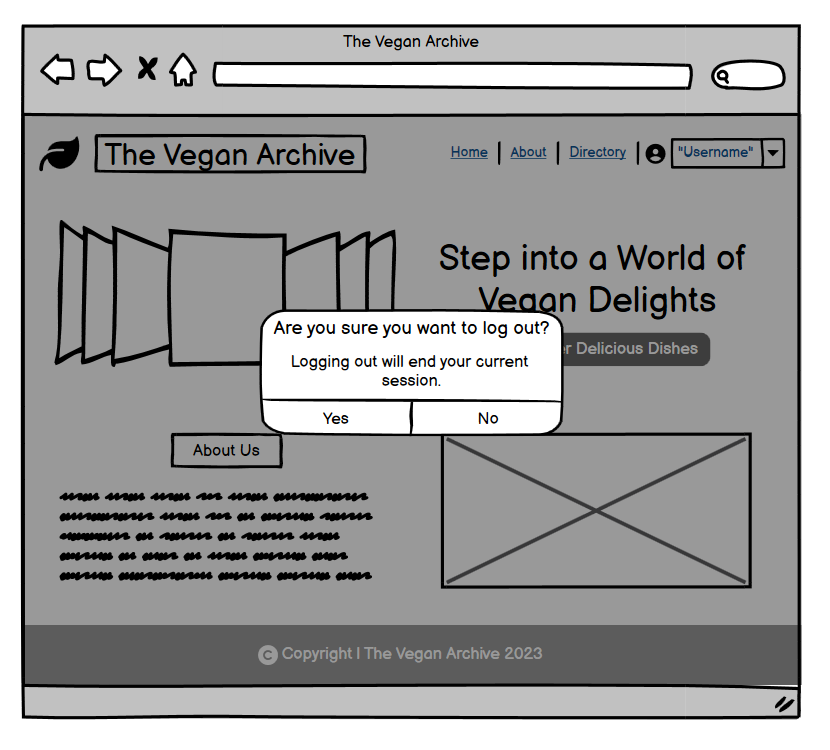 The Vegan Archive
The Vegan Archive
Home
About
Directory
"Username"
Step into a World of
Vegan Delights
Delicious Dishes
Are you sure you want to log out?
Logging out will end your current
session.
Yes
No
About Us
C Copyright | The Vegan Archive 2023